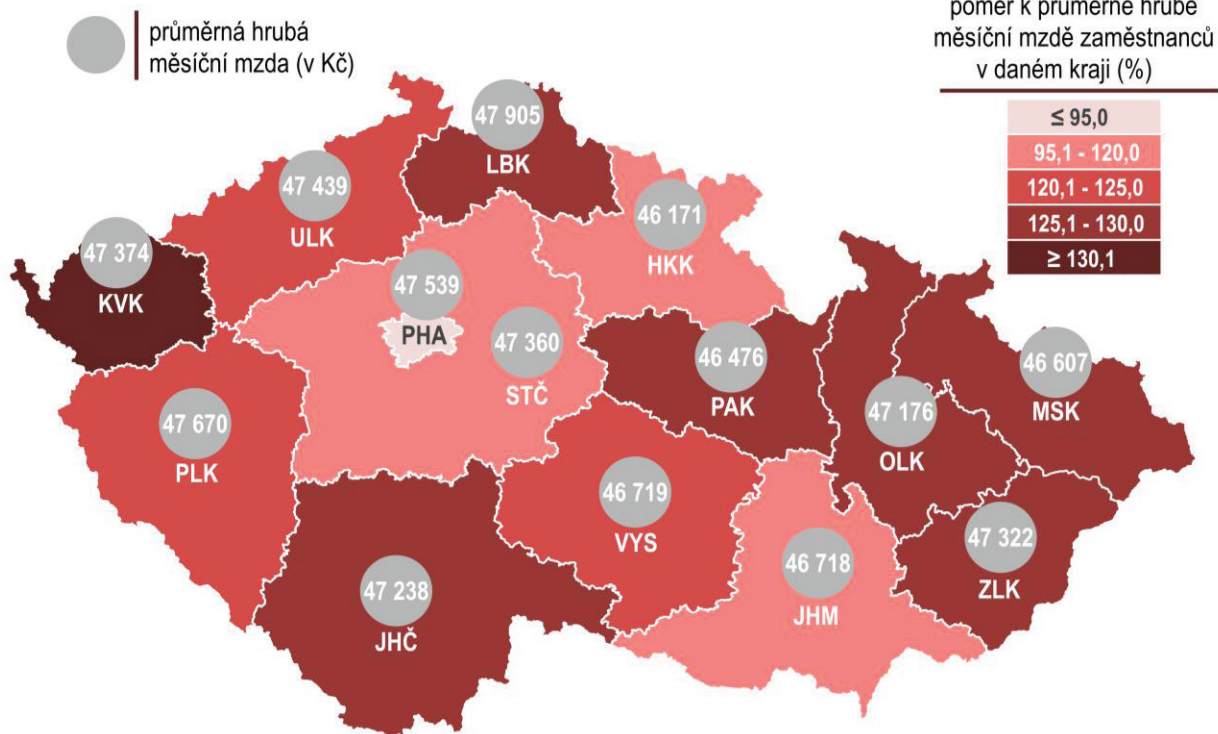 průměrná hrubá
měsíční mzda (v Kč)
poměr k průměrné hrubé
měsíční mzdě zaměstnanců
v daném kraji (%)
≤ 95,0
95,1 - 120,0
120,1 - 125,0
125,1 - 130,0
≥ 130,1
47 905
LBK
47 439
ULK
46 171
HKK
47 374
KVK
47 539
PHA
47 360
STČ
46 476
PAK
46 607
MSK
47 176
OLK
47 670
PLK
46 719
VYS
47 322
ZLK
46 718
JHM
47 238
JHČ